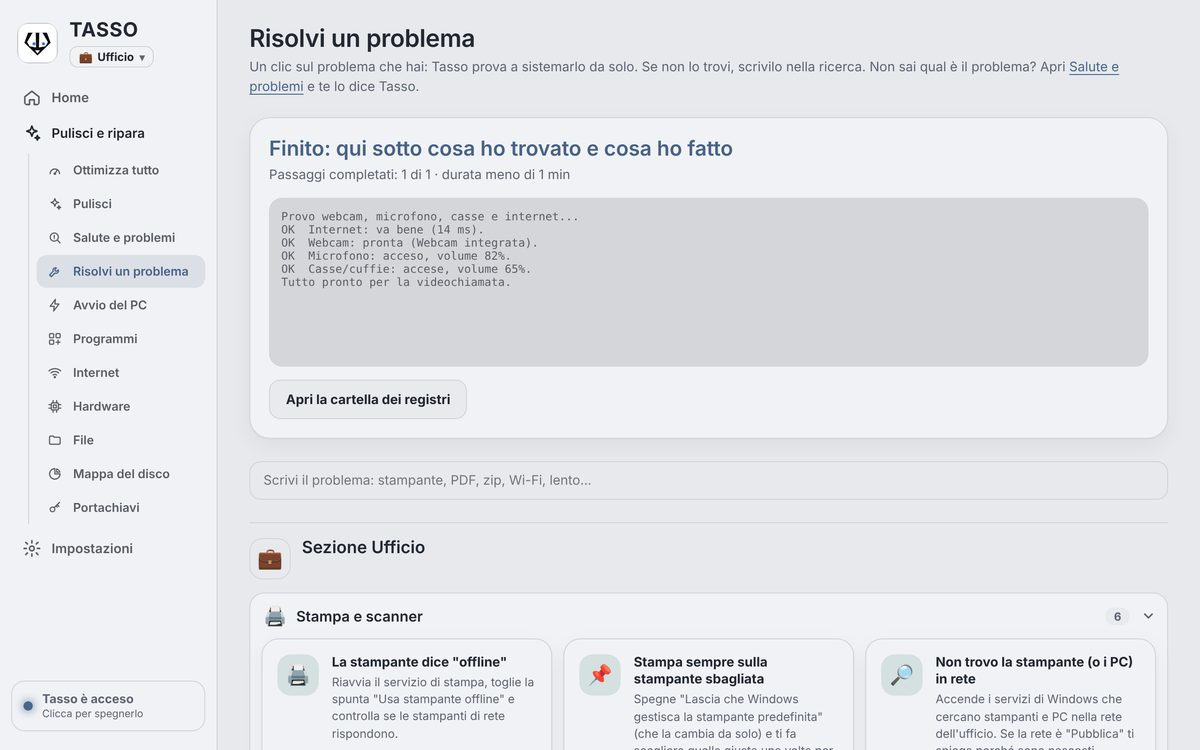 TASSO
Ufficio
Home
Pulisci e ripara
Ottimizza tutto
Pulisci
Salute e problemi
Risolvi un problema
Avvio del PC
Programmi
Internet
Hardware
File
Mappa del disco
Portachiavi
Impostazioni
Tasso è acceso
Clicca per spegnerlo
Risolvi un problema
Un clic sul problema che hai: Tasso prova a sistemarlo da solo. Se non lo trovi, scrivilo nella ricerca. Non sai qual è il problema? Apri Salute e
problemi e te lo dice Tasso.
Finito: qui sotto cosa ho trovato e cosa ho fatto
Passaggi completati: 1 di 1 · durata meno di 1 min
Provo webcam, microfono, casse e internet...
OK  Internet: va bene (14 ms).
OK  Webcam: pronta (Webcam integrata).
OK  Microfono: acceso, volume 82%.
OK  Casse/cuffie: accese, volume 65%.
Tutto pronto per la videochiamata.
Apri la cartella dei registri
Scrivi il problema: stampante, PDF, zip, Wi-Fi, lento...
Sezione Ufficio
Stampa e scanner
6
La stampante dice "offline"
Riavvia il servizio di stampa, toglie la
spunta "Usa stampante offline" e
controlla se le stampanti di rete
rispondono.
Stampa sempre sulla
stampante sbagliata
Spegne "Lascia che Windows
gestisca la stampante predefinita"
(che la cambia da solo) e ti fa
Non trovo la stampante (o i PC)
in rete
Accende i servizi di Windows che
cercano stampanti e PC nella rete
dell'ufficio. Se la rete è "Pubblica" ti